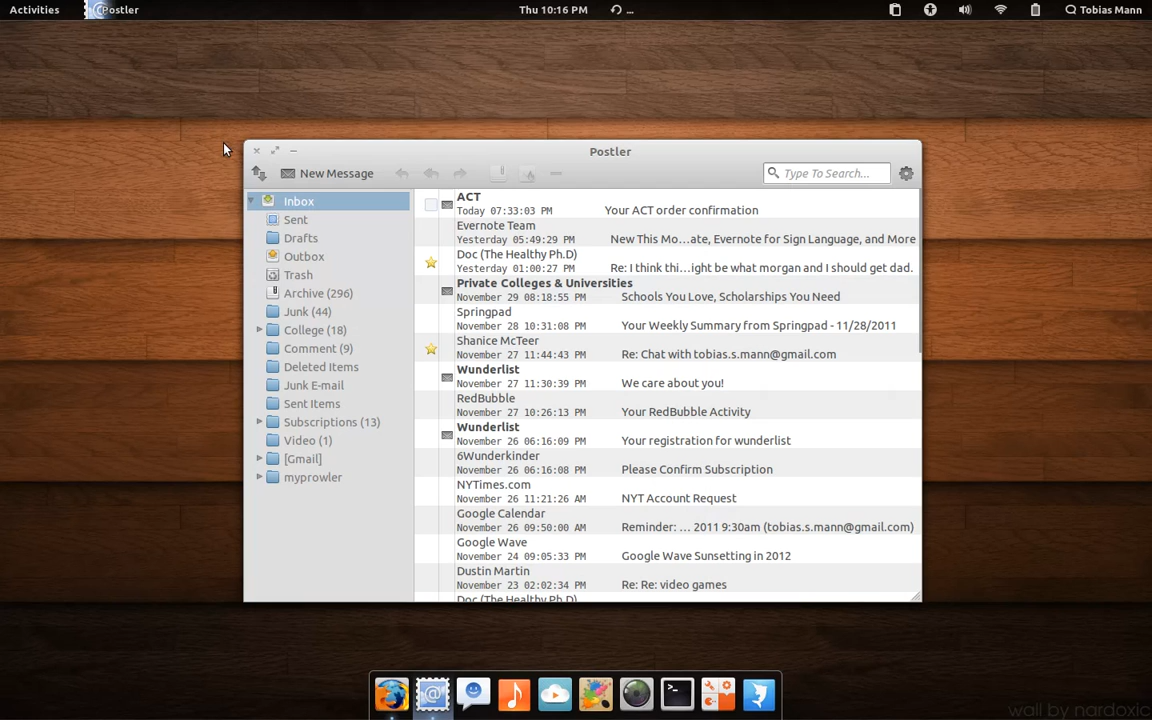 Activities
Postler
Thu 10:16 PM
...
Tobias Mann
Postler
New Message
Type To Search...
Inbox
Sent
Drafts
Outbox
Trash
Archive (296)
Junk (44)
College (18)
Comment (9)
Deleted Items
Junk E-mail
Sent Items
Subscriptions (13)
Video (1)
[Gmail]
myprowler
ACT
Today 07:33:03 PM Your ACT order confirmation
Evernote Team
Yesterday 05:49:29 PM New This Mo...ate, Evernote for Sign Language, and More
Doc (The Healthy Ph.D)
Yesterday 01:00:27 PM Re: I think thi...ight be what morgan and I should get dad.
Private Colleges & Universities
November 29 08:18:55 PM Schools You Love, Scholarships You Need
Springpad
November 28 10:31:08 PM Your Weekly Summary from Springpad - 11/28/2011
Shanice McTeer
November 27 11:44:43 PM Re: Chat with tobias.s.mann@gmail.com
Wunderlist
November 27 11:30:39 PM We care about you!
RedBubble
November 27 10:26:13 PM Your RedBubble Activity
Wunderlist
November 26 06:16:09 PM Your registration for wunderlist
6Wunderkinder
November 26 06:16:08 PM Please Confirm Subscription
NYTimes.com
November 26 11:21:26 AM NYT Account Request
Google Calendar
November 26 09:50:00 AM Reminder: ... 2011 9:30am (tobias.s.mann@gmail.com)
Google Wave
November 24 09:05:33 PM Google Wave Sunsetting in 2012
Dustin Martin
November 23 02:02:34 PM Re: Re: video games
Doc (The Healthy Ph.D)
wall by nardoxic